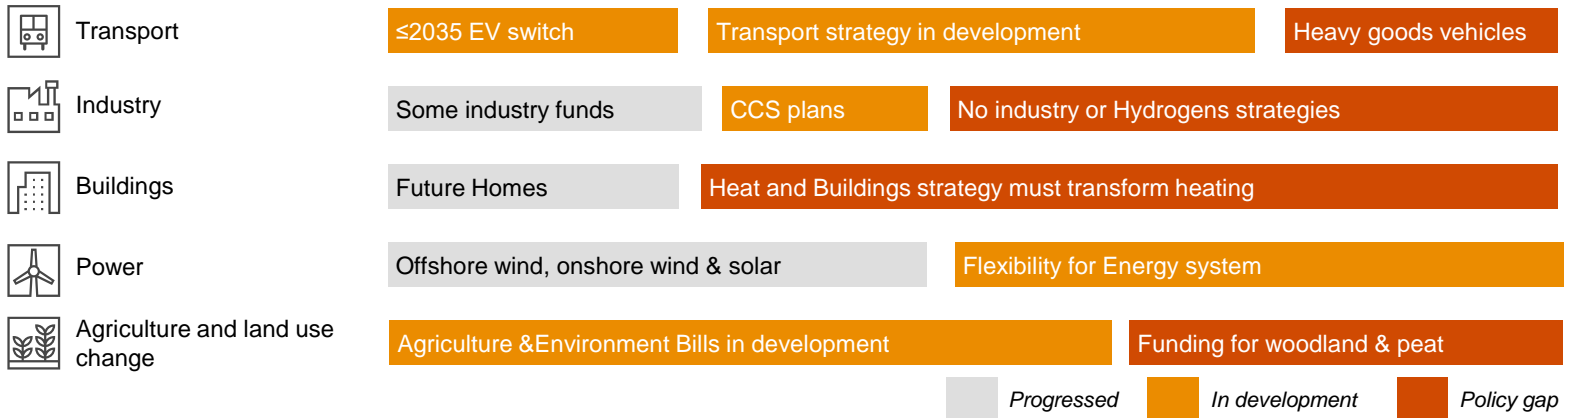 Transport
≤2035 EV switch
Transport strategy in development
Heavy goods vehicles
Industry
Some industry funds
CCS plans
No industry or Hydrogens strategies
Buildings
Future Homes
Heat and Buildings strategy must transform heating
Power
Offshore wind, onshore wind & solar
Flexibility for Energy system
Agriculture and land use
change
Agriculture &Environment Bills in development
Funding for woodland & peat
Progressed
In development
Policy gap